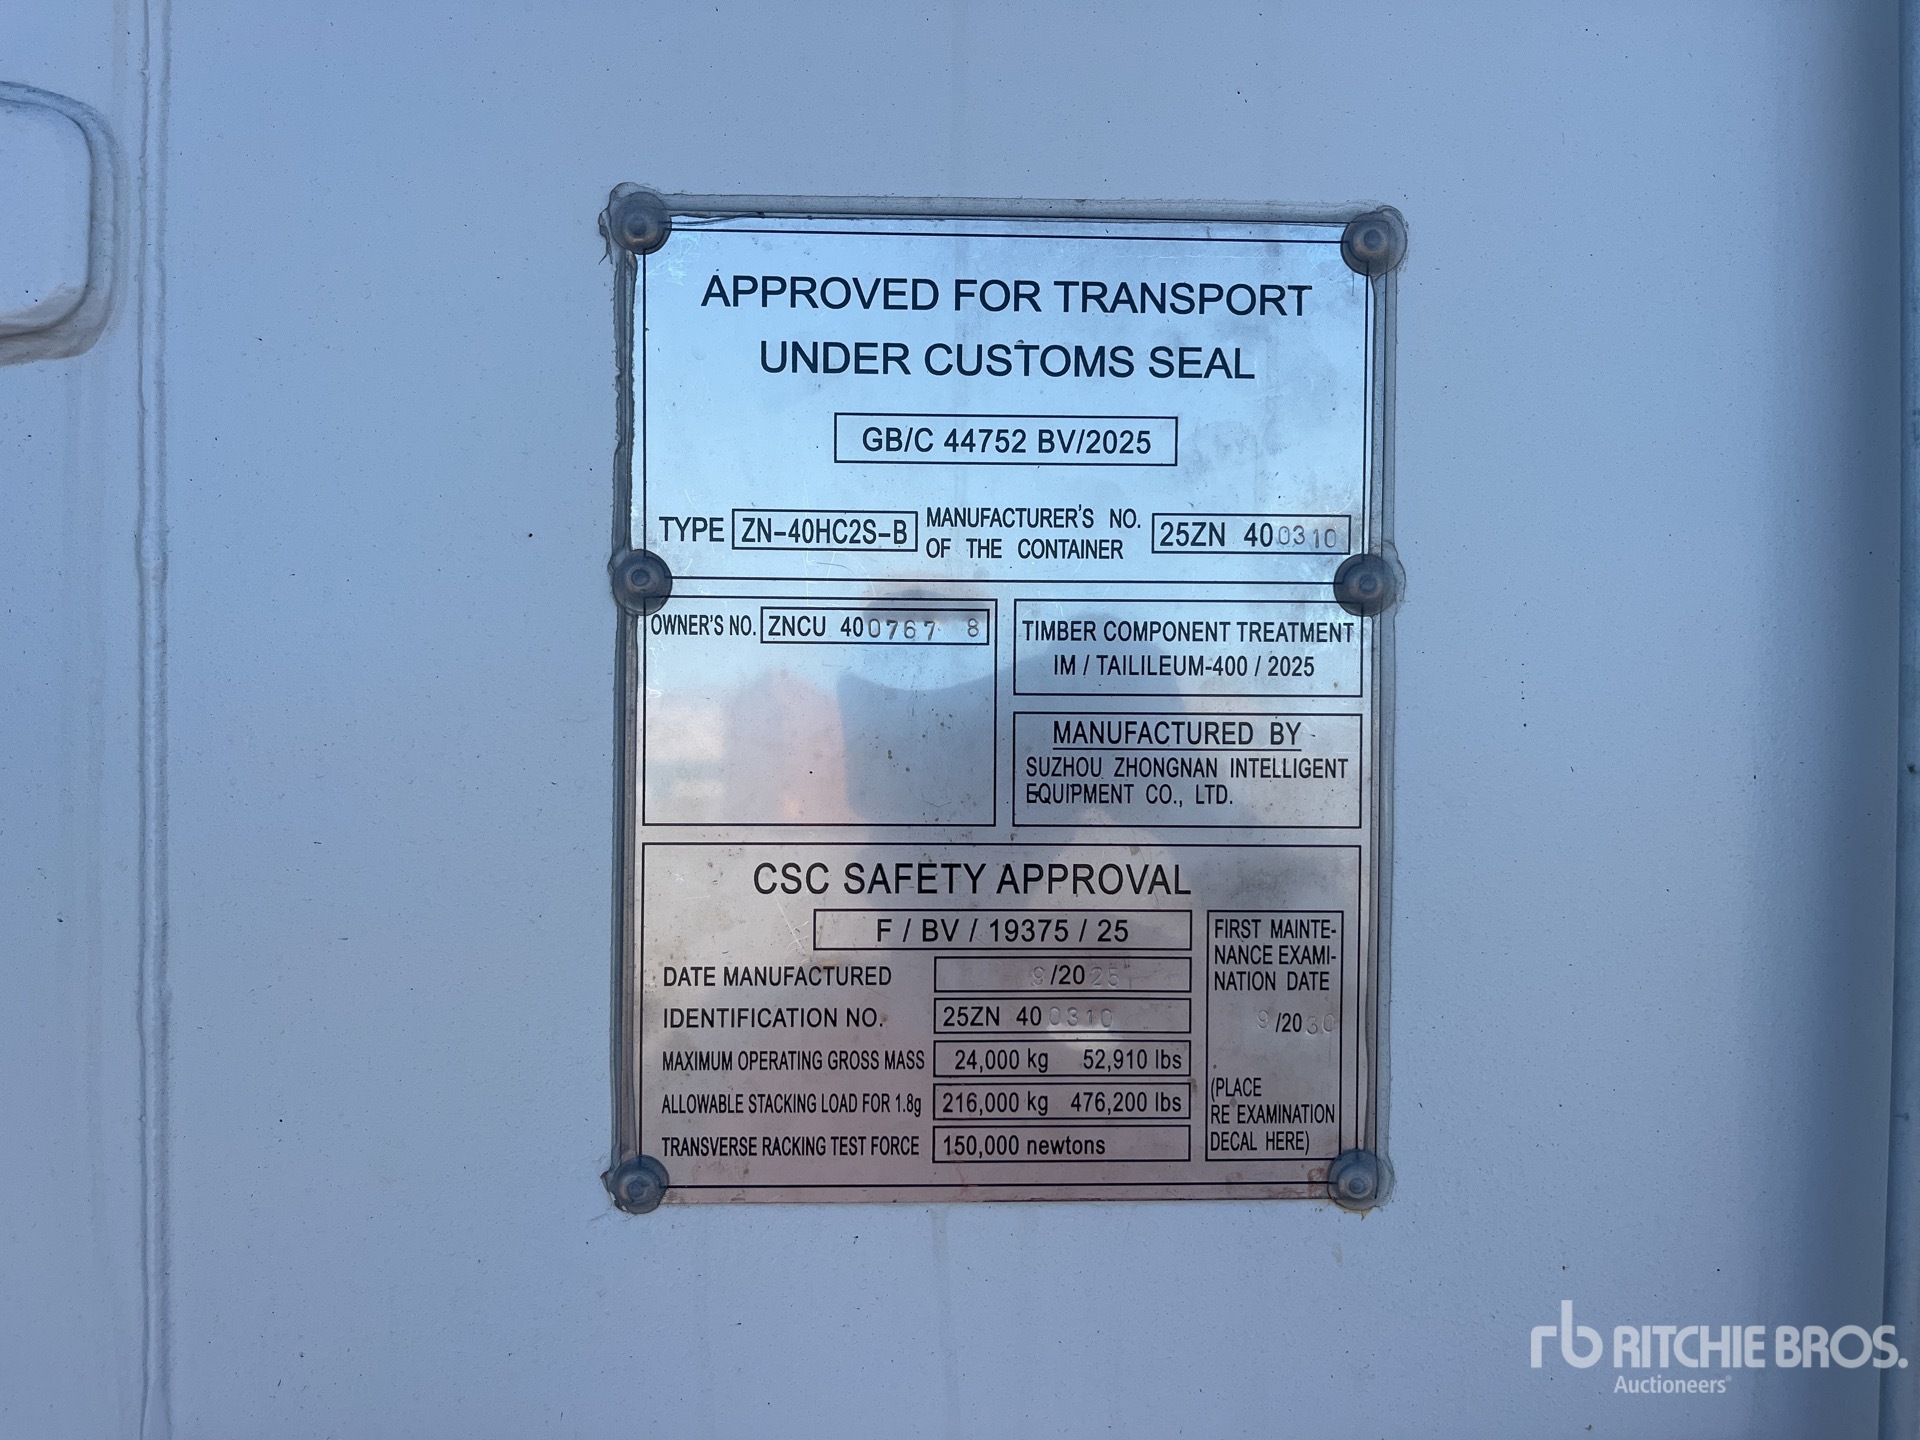 APPROVED FOR TRANSPORT
UNDER CUSTOMS SEAL
GB/C 44752 BV/2025
TYPE ZN-40HC2S-B MANUFACTURER'S NO. OF THE CONTAINER 25ZN 400310
OWNER'S NO. ZNCU 400767 8
TIMBER COMPONENT TREATMENT
IM / TAILILEUM-400 / 2025
MANUFACTURED BY
SUZHOU ZHONGNAN INTELLIGENT
EQUIPMENT CO., LTD.
CSC SAFETY APPROVAL
F / BV / 19375 / 25
DATE MANUFACTURED 9/2025
IDENTIFICATION NO. 25ZN 400310
MAXIMUM OPERATING GROSS MASS 24,000 kg 52,910 lbs
ALLOWABLE STACKING LOAD FOR 1.8g 216,000 kg 476,200 lbs
TRANSVERSE RACKING TEST FORCE 150,000 newtons
FIRST MAINTE-
NANCE EXAMI-
NATION DATE
9/2030
(PLACE
RE EXAMINATION
DECAL HERE)
rb RITCHIE BROS.
Auctioneers